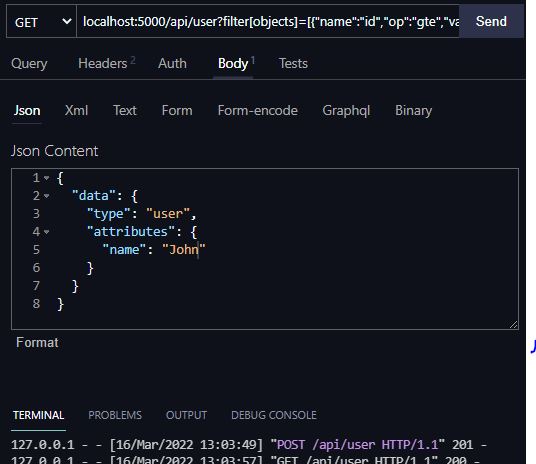 GET localhost:5000/api/user?filter[objects]=[{"name":"id","op":"gte","va Send
Query Headers 2 Auth Body 1 Tests
Json Xml Text Form Form-encode Graphql Binary
Json Content
1 {
2 "data": {
3 "type": "user",
4 "attributes": {
5 "name": "John"
6 }
7 }
8 }
Format
TERMINAL PROBLEMS OUTPUT DEBUG CONSOLE
127.0.0.1 - - [16/Mar/2022 13:03:49] "POST /api/user HTTP/1.1" 201 -
127.0.0.1 - - [16/Mar/2022 13:03:57] "GET /api/user HTTP/1.1" 200 -